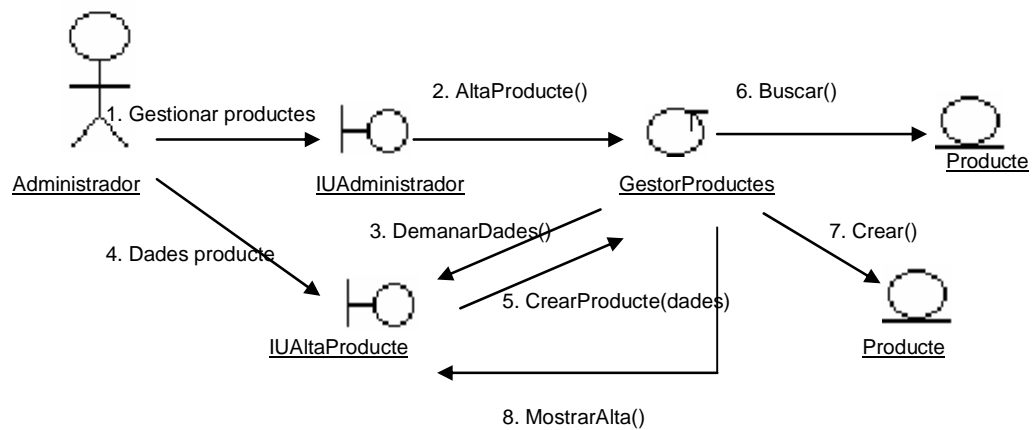 2. AltaProducte()
6. Buscar()
1. Gestionar productes
Producte
Administrador
IUAdministrador
GestorProductes
3. DemanarDades()
7. Crear()
4. Dades producte
5. CrearProducte(dades)
IUAltaProducte
Producte
8. MostrarAlta()